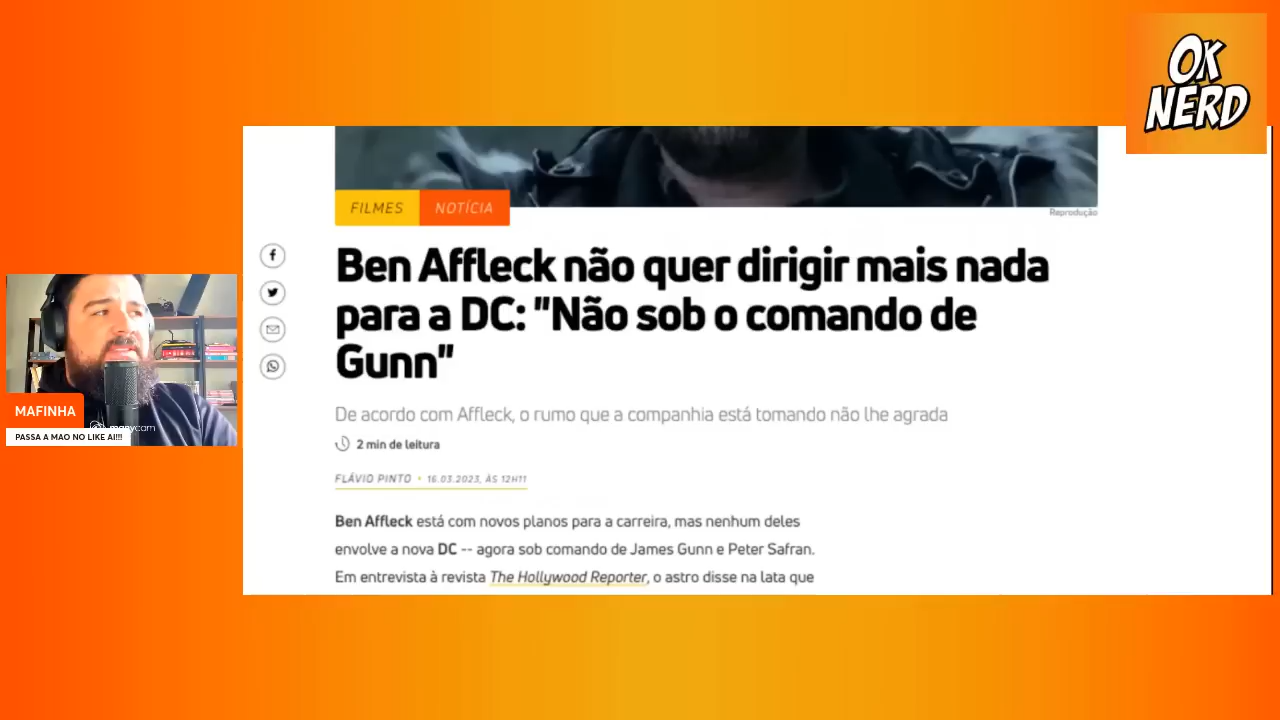 OK
NERD
FILMES NOTÍCIA
Reprodução
Ben Affleck não quer dirigir mais nada
para a DC: "Não sob o comando de
Gunn"
De acordo com Affleck, o rumo que a companhia está tomando não lhe agrada
2 min de leitura
FLÁVIO PINTO • 16.03.2023, ÀS 12H11
Ben Affleck está com novos planos para a carreira, mas nenhum deles
envolve a nova DC -- agora sob comando de James Gunn e Peter Safran.
Em entrevista à revista The Hollywood Reporter, o astro disse na lata que
MAFINHA
manycam
PASSA A MAO NO LIKE AI!!!